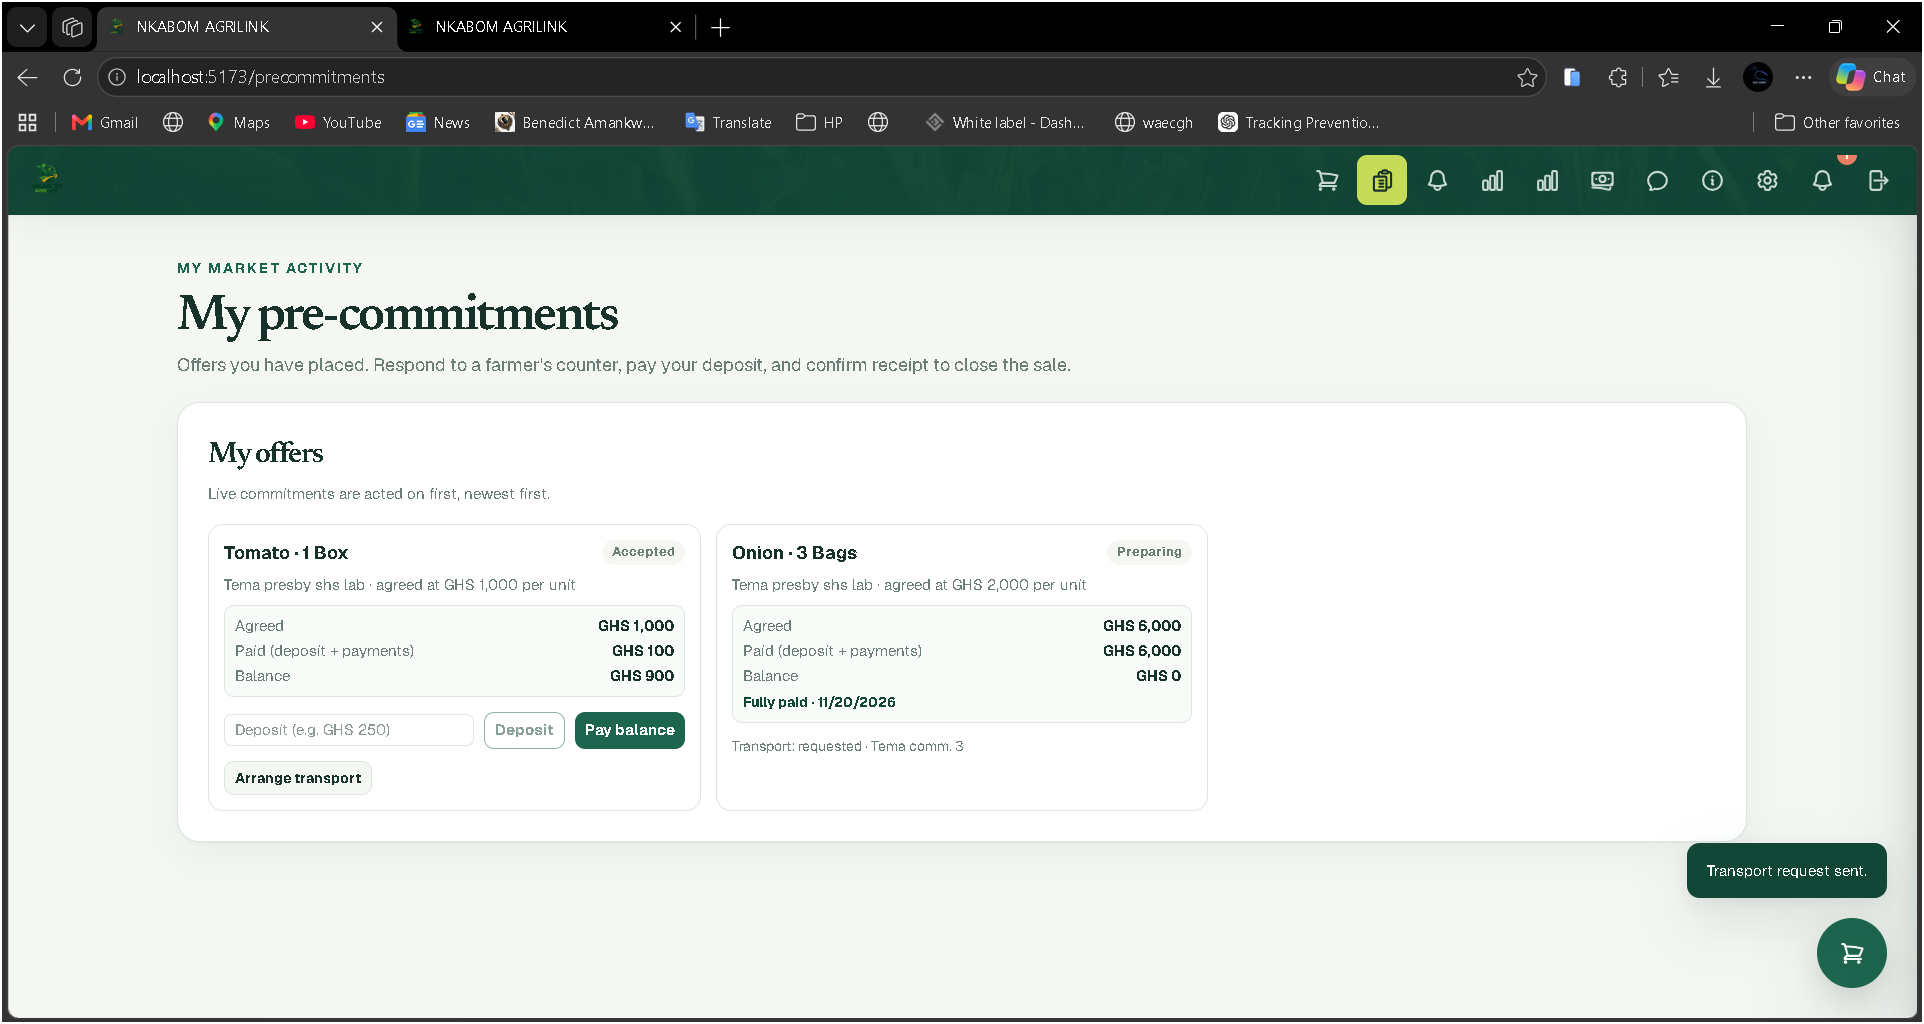 NKABOM AGRILINK
NKABOM AGRILINK
localhost:5173/precommitments
Chat
Gmail
Maps
YouTube
News
Benedict Amankw...
Translate
HP
White label - Dash...
waecgh
Tracking Preventio...
Other favorites
MY MARKET ACTIVITY
My pre-commitments
Offers you have placed. Respond to a farmer's counter, pay your deposit, and confirm receipt to close the sale.
My offers
Live commitments are acted on first, newest first.
Tomato · 1 Box
Accepted
Tema presby shs lab · agreed at GHS 1,000 per unit
Agreed
GHS 1,000
Paid (deposit + payments)
GHS 100
Balance
GHS 900
Deposit (e.g. GHS 250)
Deposit
Pay balance
Arrange transport
Onion · 3 Bags
Preparing
Tema presby shs lab · agreed at GHS 2,000 per unit
Agreed
GHS 6,000
Paid (deposit + payments)
GHS 6,000
Balance
GHS 0
Fully paid · 11/20/2026
Transport: requested · Tema comm. 3
Transport request sent.